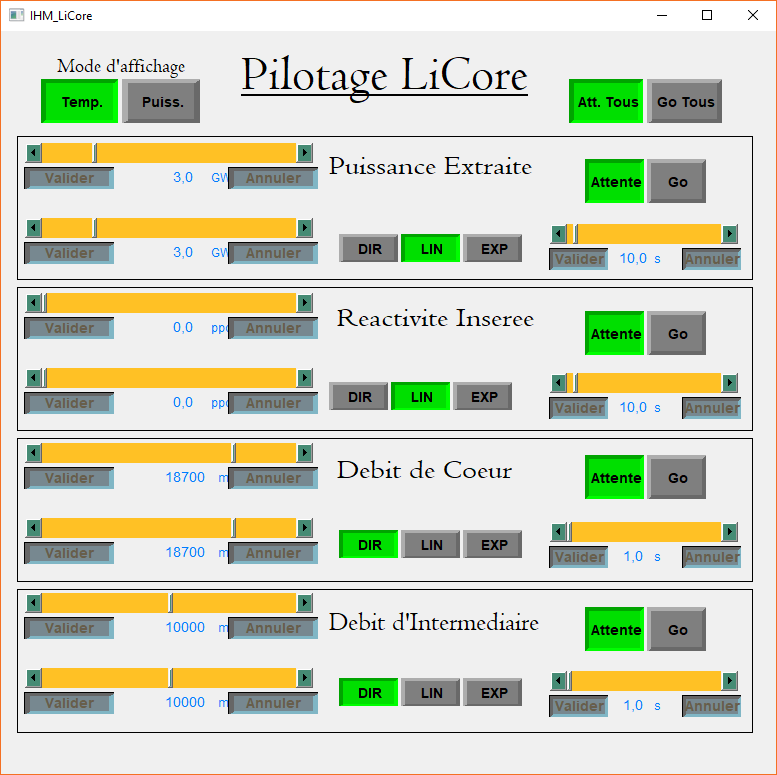 IHM_LiCore
Mode d'affichage
Pilotage LiCore
Temp. Puiss.
Att. Tous Go Tous
Puissance Extraite
Valider 3,0 GW Annuler
Attente Go
Valider 3,0 GW Annuler
DIR LIN EXP
Valider 10,0 s Annuler
Reactivite Inseree
Valider 0,0 ppc Annuler
Attente Go
Valider 0,0 ppc Annuler
DIR LIN EXP
Valider 10,0 s Annuler
Debit de Coeur
Valider 18700 m Annuler
Attente Go
Valider 18700 m Annuler
DIR LIN EXP
Valider 1,0 s Annuler
Debit d'Intermediaire
Valider 10000 m Annuler
Attente Go
Valider 10000 m Annuler
DIR LIN EXP
Valider 1,0 s Annuler